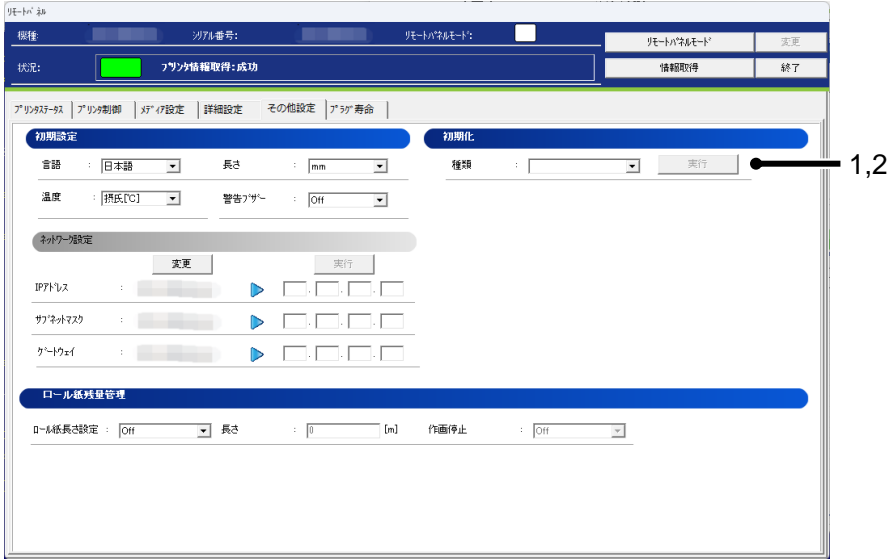 ﾘﾓｰﾄﾊﾟﾈﾙ
機種: ｼﾘｱﾙ番号: ﾘﾓｰﾄﾊﾟﾈﾙﾓｰﾄﾞ: ﾘﾓｰﾄﾊﾟﾈﾙﾓｰﾄﾞ 変更
状況: ﾌﾟﾘﾝﾀ情報取得:成功 情報取得 終了
ﾌﾟﾘﾝﾀｽﾃｰﾀｽ ﾌﾟﾘﾝﾀ制御 ﾒﾃﾞｨｱ設定 詳細設定 その他設定 ﾌﾟﾗｸﾞ寿命
初期設定 初期化
言語 : 日本語 長さ : mm 種類 : 実行 1,2
温度 : 摂氏[℃] 警告ﾌﾞｻﾞｰ : Off
ﾈｯﾄﾜｰｸ設定
変更 実行
IPｱﾄﾞﾚｽ : . . .
ｻﾌﾞﾈｯﾄﾏｽｸ : . . .
ｹﾞｰﾄｳｪｲ : . . .
ロール紙残量管理
ﾛｰﾙ紙長さ設定 : Off 長さ : 0 [m] 作画停止 : Off